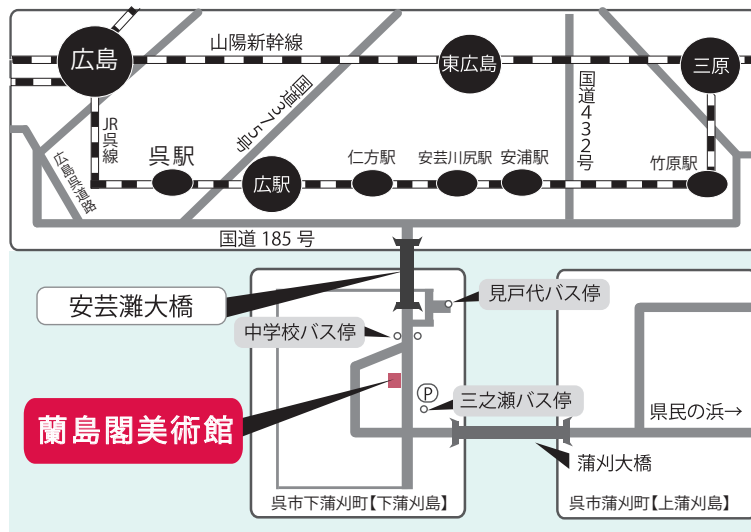 山陽新幹線
広島
東広島
三原
国道375号
国道432号
JR呉線
呉駅
広駅
仁方駅
安芸川尻駅
安浦駅
竹原駅
広島呉道路
国道185号
安芸灘大橋
見戸代バス停
中学校バス停
P
三之瀬バス停
蘭島閣美術館
県民の浜→
蒲刈大橋
呉市下蒲刈町【下蒲刈島】
呉市蒲刈町【上蒲刈島】